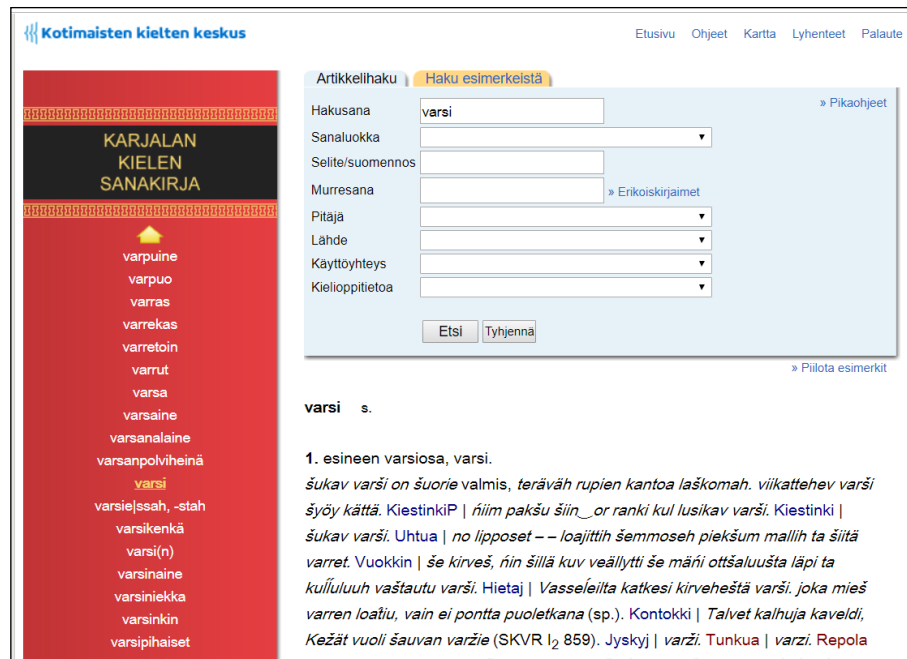 Kotimaisten kielten keskus
Etusivu Ohjeet Kartta Lyhenteet Palaute
KARJALAN
KIELEN
SANAKIRJA
varpuine
varpuo
varras
varrekas
varretoin
varrut
varsa
varsaine
varsanalaine
varsanpolviheinä
varsi
varsie|ssah, -stah
varsikenkä
varsi(n)
varsinaine
varsiniekka
varsinkin
varsipihaiset
Artikkelihaku Haku esimerkeistä
Hakusana varsi » Pikaohjeet
Sanaluokka
Selite/suomennos
Murresana » Erikoiskirjaimet
Pitäjä
Lähde
Käyttöyhteys
Kielioppitietoa
Etsi Tyhjennä
» Piilota esimerkit
varsi s.
1. esineen varsiosa, varsi.
šukav varši on šuorie valmis, teräväh rupien kantoa laškomah. viikattehev varši
šyöy kättä. KiestinkiP | ńiim pakšu šiin‿or ranki kul lusikav varši. Kiestinki |
šukav varši. Uhtua | no lipposet – – loajittih šemmoseh piekšum mallih ta šiitä
varret. Vuokkin | še kirveš, ńin šillä kuv veällytti še mäńi ottšaluušta läpi ta
kuĺĺuluuh vaštautu varši. Hietaj | Vasseĺeilta katkesi kirveheštä varši. joka mieš
varren loaťiu, vain ei pontta puoletkana (sp.). Kontokki | Talvet kalhuja kaveldi,
Kežät vuoli šauvan varžie (SKVR I2 859). Jyskyj | varži. Tunkua | varzi. Repola